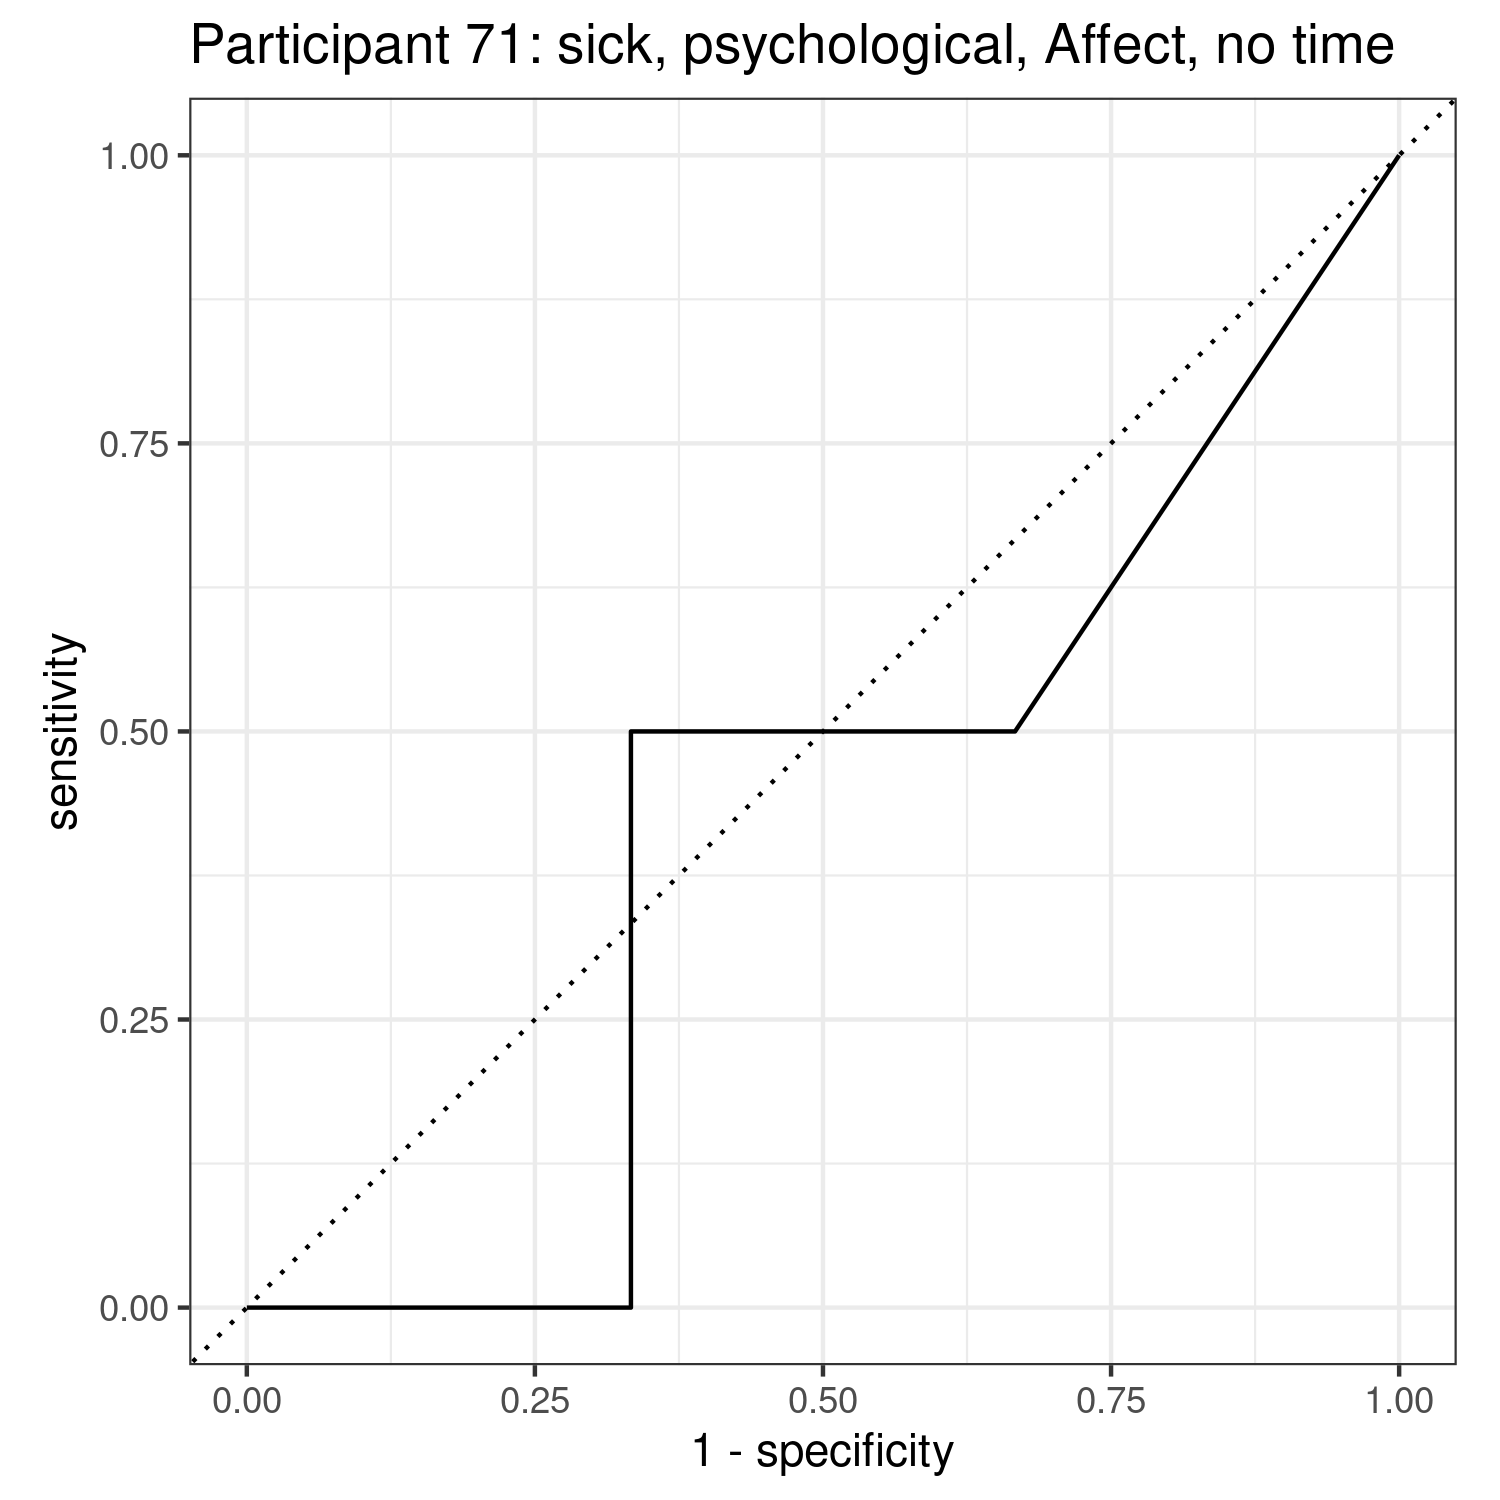 Participant 71: sick, psychological, Affect, no time
1.00
0.75
0.50
0.25
0.00
sensitivity
0.00 0.25 0.50 0.75 1.00
1 - specificity